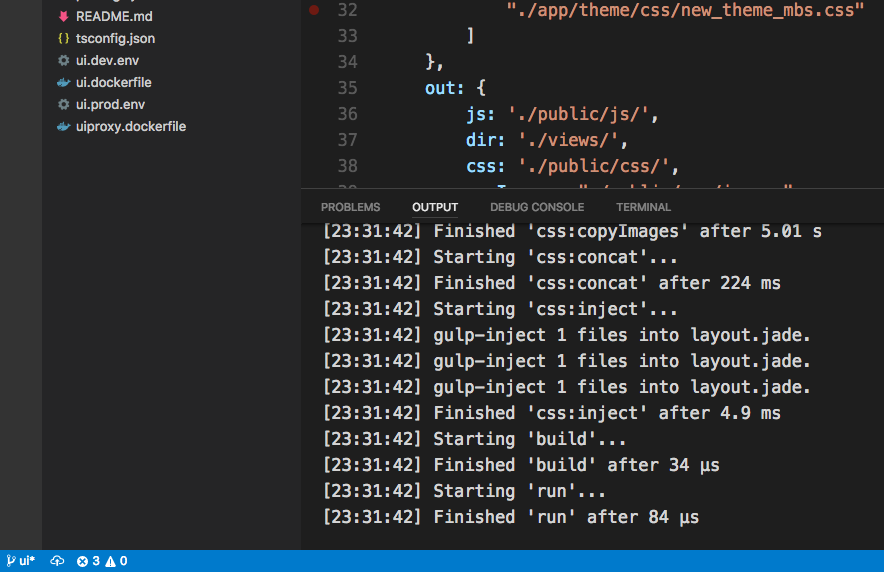 README.md
{} tsconfig.json
ui.dev.env
ui.dockerfile
ui.prod.env
uiproxy.dockerfile
32 "./app/theme/css/new_theme_mbs.css"
33 ]
34 },
35 out: {
36 js: './public/js/',
37 dir: './views/',
38 css: './public/css/',
PROBLEMS OUTPUT DEBUG CONSOLE TERMINAL
[23:31:42] Finished 'css:copyImages' after 5.01 s
[23:31:42] Starting 'css:concat'...
[23:31:42] Finished 'css:concat' after 224 ms
[23:31:42] Starting 'css:inject'...
[23:31:42] gulp-inject 1 files into layout.jade.
[23:31:42] gulp-inject 1 files into layout.jade.
[23:31:42] gulp-inject 1 files into layout.jade.
[23:31:42] Finished 'css:inject' after 4.9 ms
[23:31:42] Starting 'build'...
[23:31:42] Finished 'build' after 34 μs
[23:31:42] Starting 'run'...
[23:31:42] Finished 'run' after 84 μs
ui* 3 0